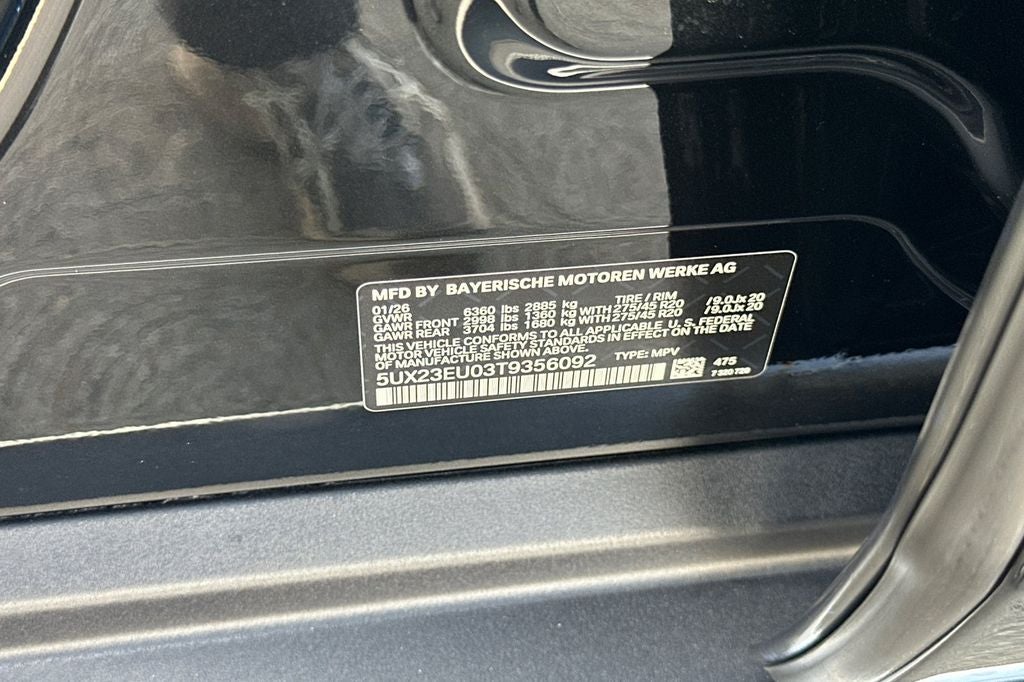 MFD BY BAYERISCHE MOTOREN WERKE AG
01/26 TIRE / RIM
GVWR 6360 lbs 2885 kg
GAWR FRONT 2998 lbs 1360 kg WITH 275/45 R20 / 9.0Jx20
GAWR REAR 3704 lbs 1680 kg WITH 275/45 R20 / 9.0Jx20
THIS VEHICLE CONFORMS TO ALL APPLICABLE U. S. FEDERAL
MOTOR VEHICLE SAFETY STANDARDS IN EFFECT ON THE DATE
OF MANUFACTURE SHOWN ABOVE.
5UX23EU03T9356092 TYPE: MPV
475
7 320 726